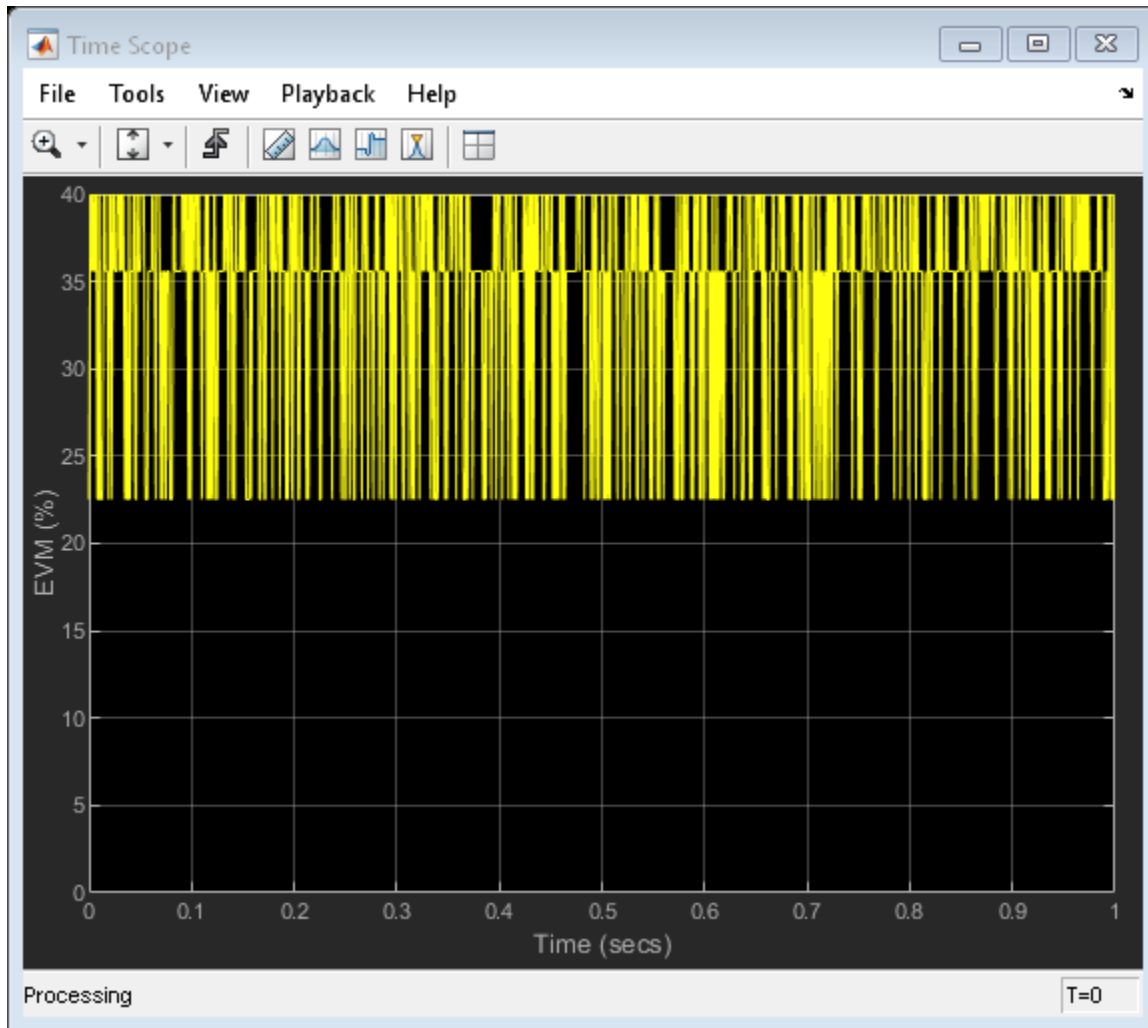 Time Scope
File Tools View Playback Help
40
35
30
25
20
15
10
5
0
EVM (%)
0 0.1 0.2 0.3 0.4 0.5 0.6 0.7 0.8 0.9 1
Time (secs)
Processing T=0